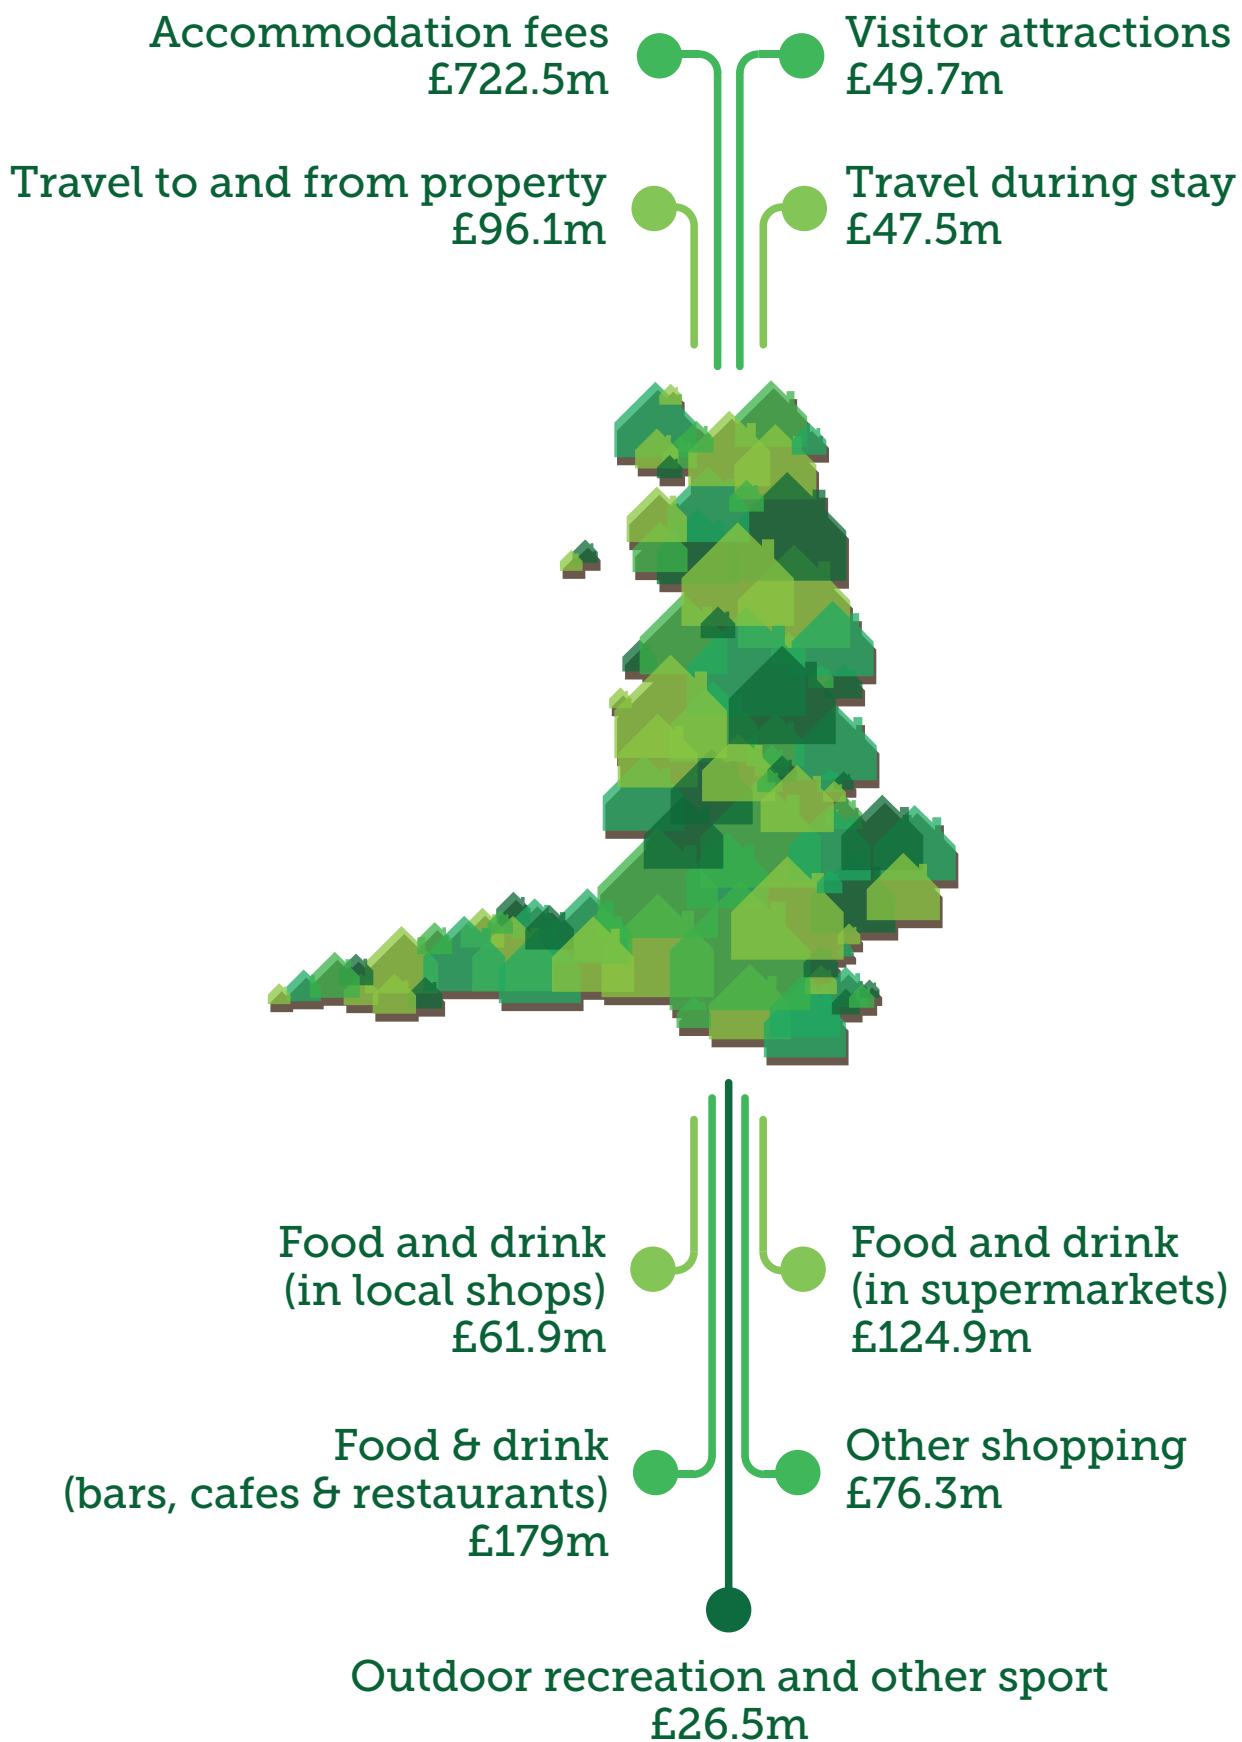 Accommodation fees
£722.5m
Visitor attractions
£49.7m
Travel to and from property
£96.1m
Travel during stay
£47.5m
Food and drink
(in local shops)
£61.9m
Food and drink
(in supermarkets)
£124.9m
Food & drink
(bars, cafes & restaurants)
£179m
Other shopping
£76.3m
Outdoor recreation and other sport
£26.5m